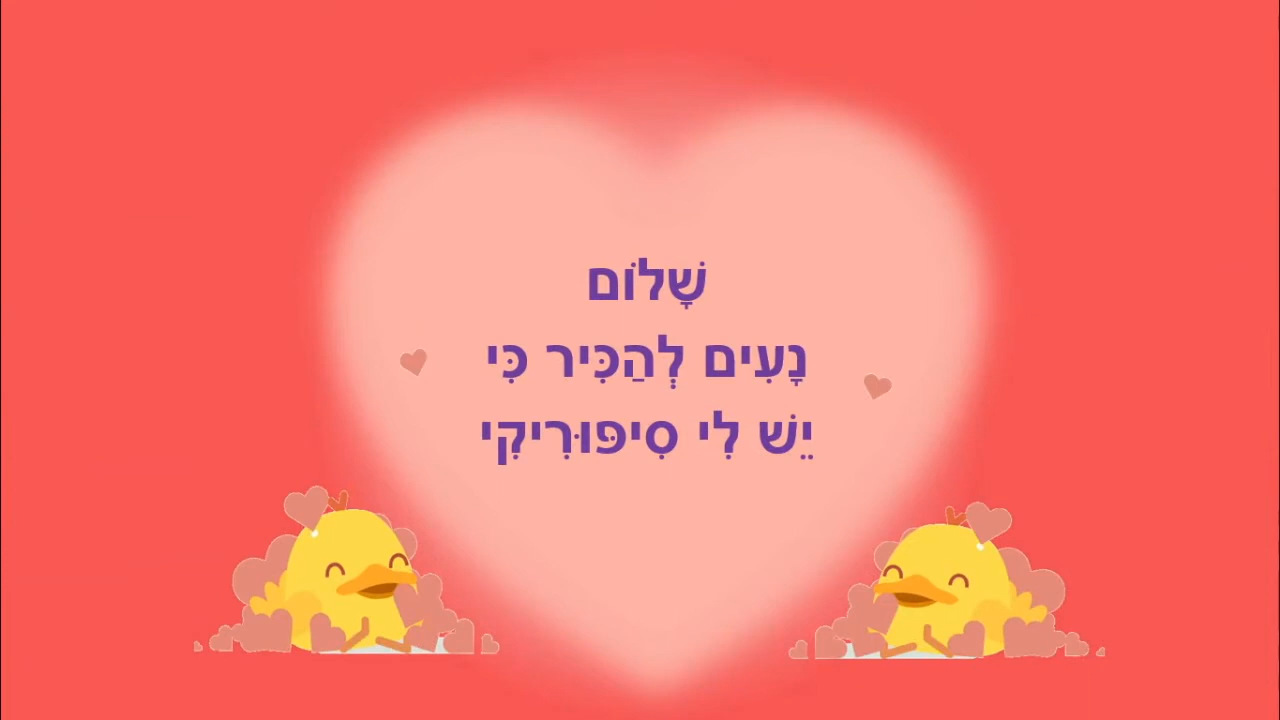 שָׁלוֹם
נָעִים לְהַכִּיר כִּי
יֵשׁ לִי סִיפּוּרִיקִי